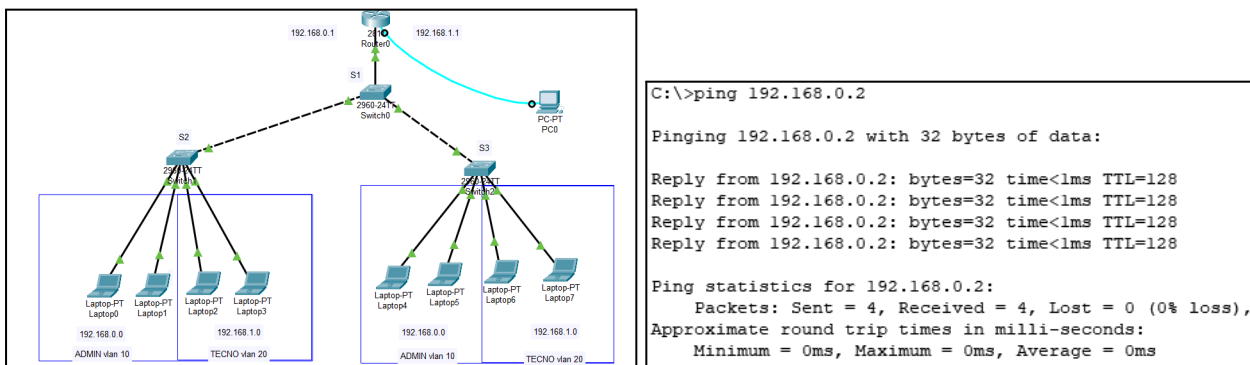 192.168.0.1
192.168.1.1
Router0
S1
2960-24TT
Switch0
PC-PT
PC0
S2
S3
Laptop-PT
Laptop0
Laptop-PT
Laptop1
Laptop-PT
Laptop2
Laptop-PT
Laptop3
Laptop-PT
Laptop4
Laptop-PT
Laptop5
Laptop-PT
Laptop6
Laptop-PT
Laptop7
192.168.0.0
192.168.1.0
192.168.0.0
192.168.1.0
ADMIN vlan 10
TECNO vlan 20
ADMIN vlan 10
TECNO vlan 20
C:\>ping 192.168.0.2
Pinging 192.168.0.2 with 32 bytes of data:
Reply from 192.168.0.2: bytes=32 time<1ms TTL=128
Reply from 192.168.0.2: bytes=32 time<1ms TTL=128
Reply from 192.168.0.2: bytes=32 time<1ms TTL=128
Reply from 192.168.0.2: bytes=32 time<1ms TTL=128
Ping statistics for 192.168.0.2:
Packets: Sent = 4, Received = 4, Lost = 0 (0% loss),
Approximate round trip times in milli-seconds:
Minimum = 0ms, Maximum = 0ms, Average = 0ms